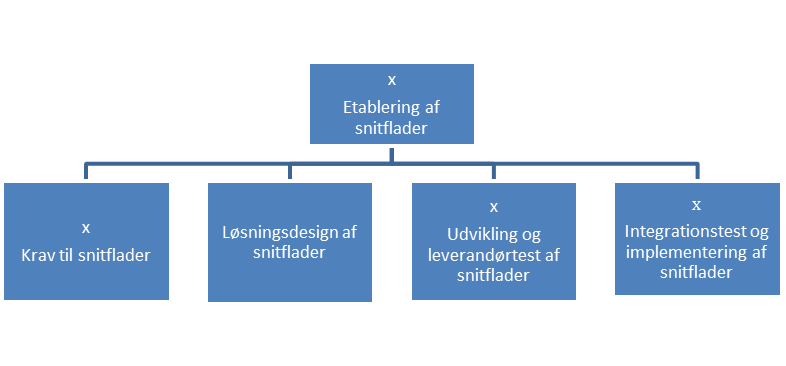 x
Etablering af
snitflader
x
Krav til snitflader
Løsningsdesign af
snitflader
x
Udvikling og
leverandørtest af
snitflader
x
Integrationstest og
implementering af
snitflader